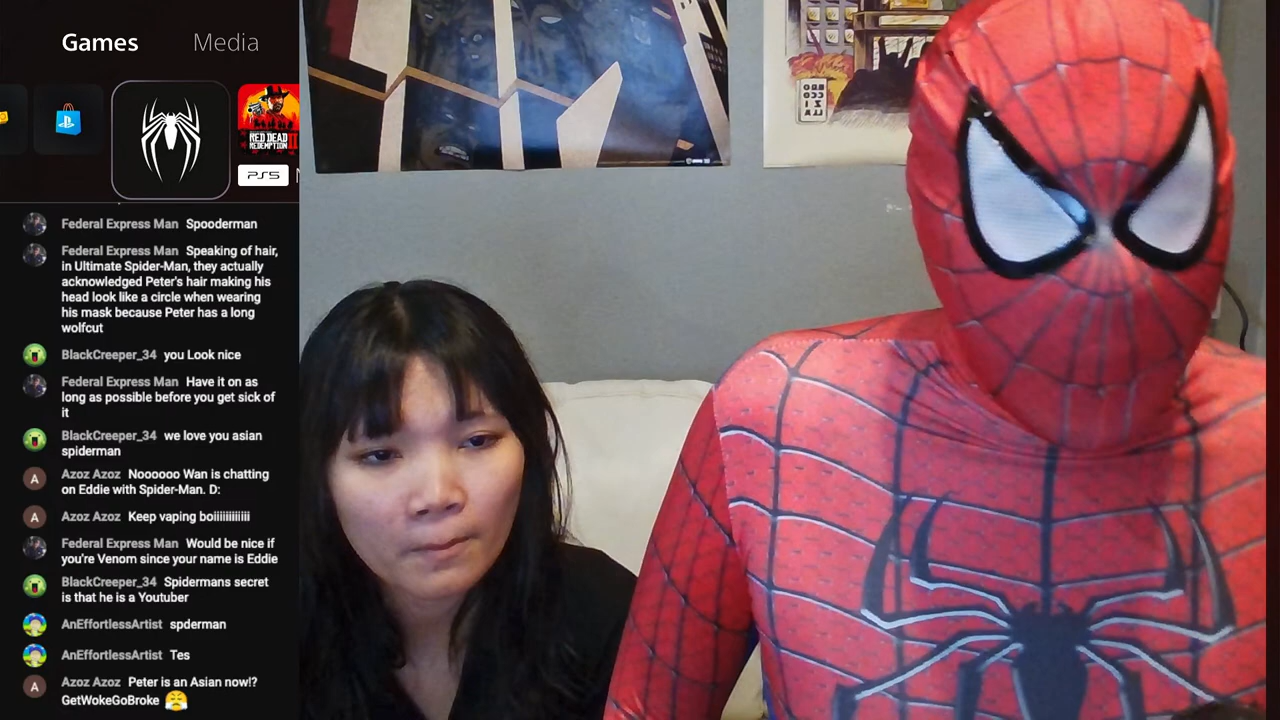 Games Media
RED DEAD
REDEMPTION II
PS5
Federal Express Man Spooderman
Federal Express Man Speaking of hair,
in Ultimate Spider-Man, they actually
acknowledged Peter's hair making his
head look like a circle when wearing
his mask because Peter has a long
wolfcut
BlackCreeper_34 you Look nice
Federal Express Man Have it on as
long as possible before you get sick of
it
BlackCreeper_34 we love you asian
spiderman
Azoz Azoz Noooooo Wan is chatting
on Eddie with Spider-Man. D:
A
Azoz Azoz Keep vaping boiiiiiiiiiiiii
A
Federal Express Man Would be nice if
you're Venom since your name is Eddie
BlackCreeper_34 Spidermans secret
is that he is a Youtuber
AnEffortlessArtist spderman
AnEffortlessArtist Tes
Azoz Azoz Peter is an Asian now!?
A
GetWokeGoBroke